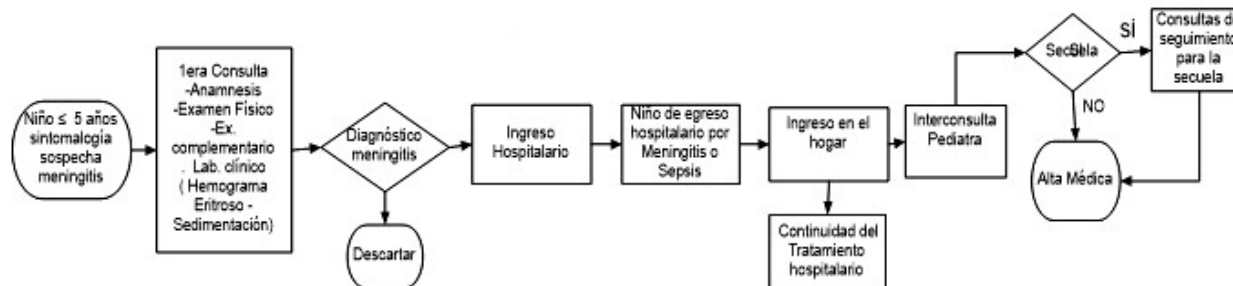 Niño ≤ 5 años
sintomalogía
sospecha
meningitis
1era Consulta
-Anamnesis
-Examen Físico
-Ex.
complementario
. Lab. clínico
( Hemograma
Eritroso -
Sedimentación)
Diagnóstico
meningitis
Descartar
Ingreso
Hospitalario
Niño de egreso
hospitalario por
Meningitis o
Sepsis
Ingreso en el
hogar
Continuidad del
Tratamiento
hospitalario
Interconsulta
Pediatra
SÍ
NO
Consultas
seguimiento
para la
secuela
Alta Médica